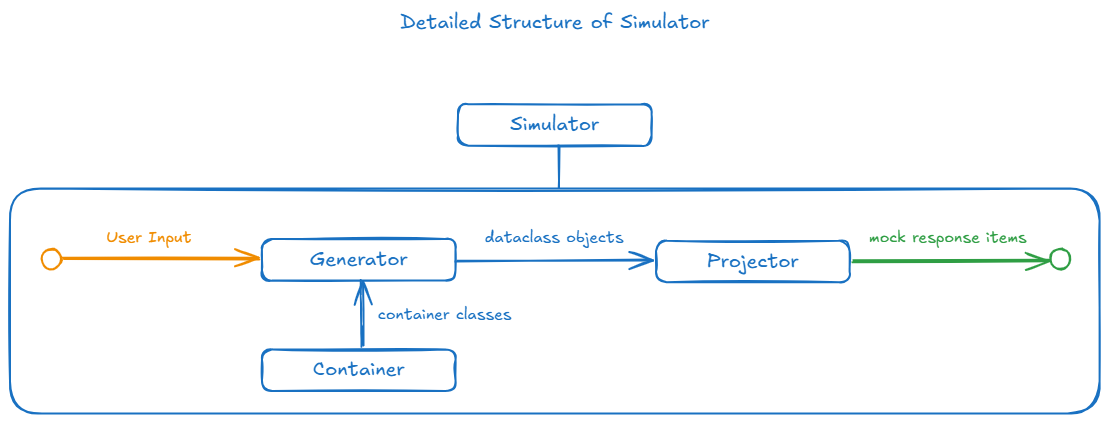 Detailed Structure of Simulator
Simulator
User Input
Generator
dataclass objects
Projector
mock response items
container classes
Container